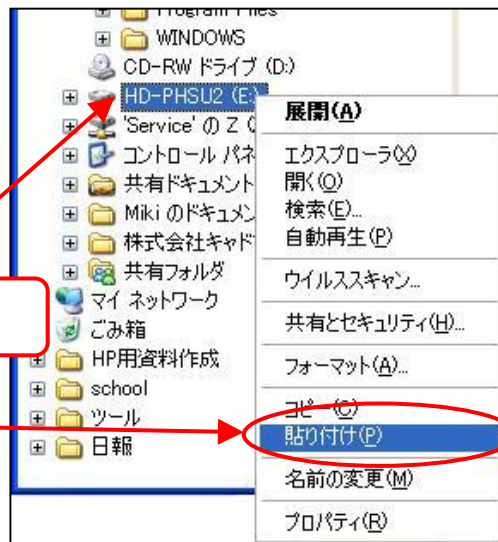 Program Files
WINDOWS
CD-RW ドライブ (D:)
HD-PHSU2 (E:)
'Service' の Z
コントロール パネ
共有ドキュメント
Miki のドキュメン
株式会社キャド
共有フォルダ
マイ ネットワーク
ごみ箱
HP用資料作成
school
ツール
日報
展開(A)
エクスプローラ(X)
開く(O)
検索(E)...
自動再生(P)
ウイルススキャン...
共有とセキュリティ(H)...
フォーマット(A)...
コピー(C)
貼り付け(P)
名前の変更(M)
プロパティ(R)